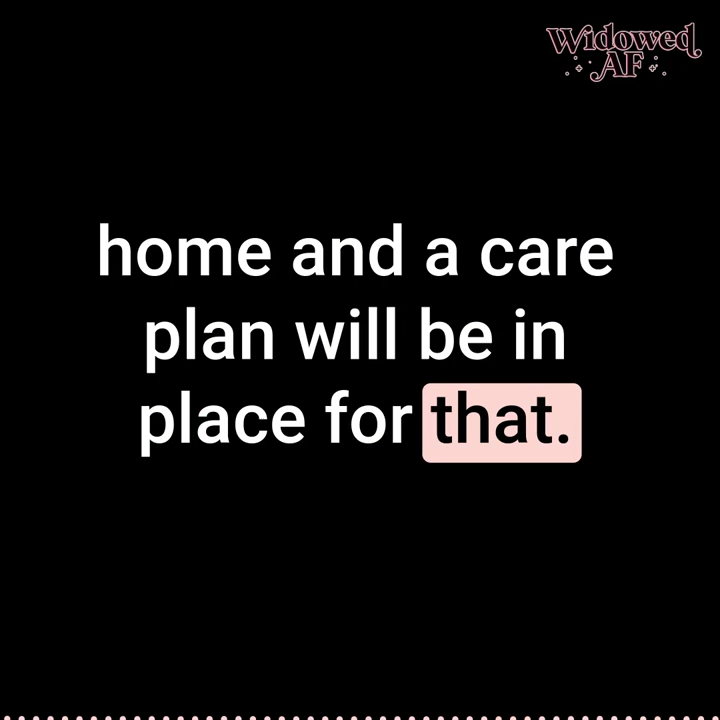 Widowed
AF
home and a care
plan will be in
place for that.